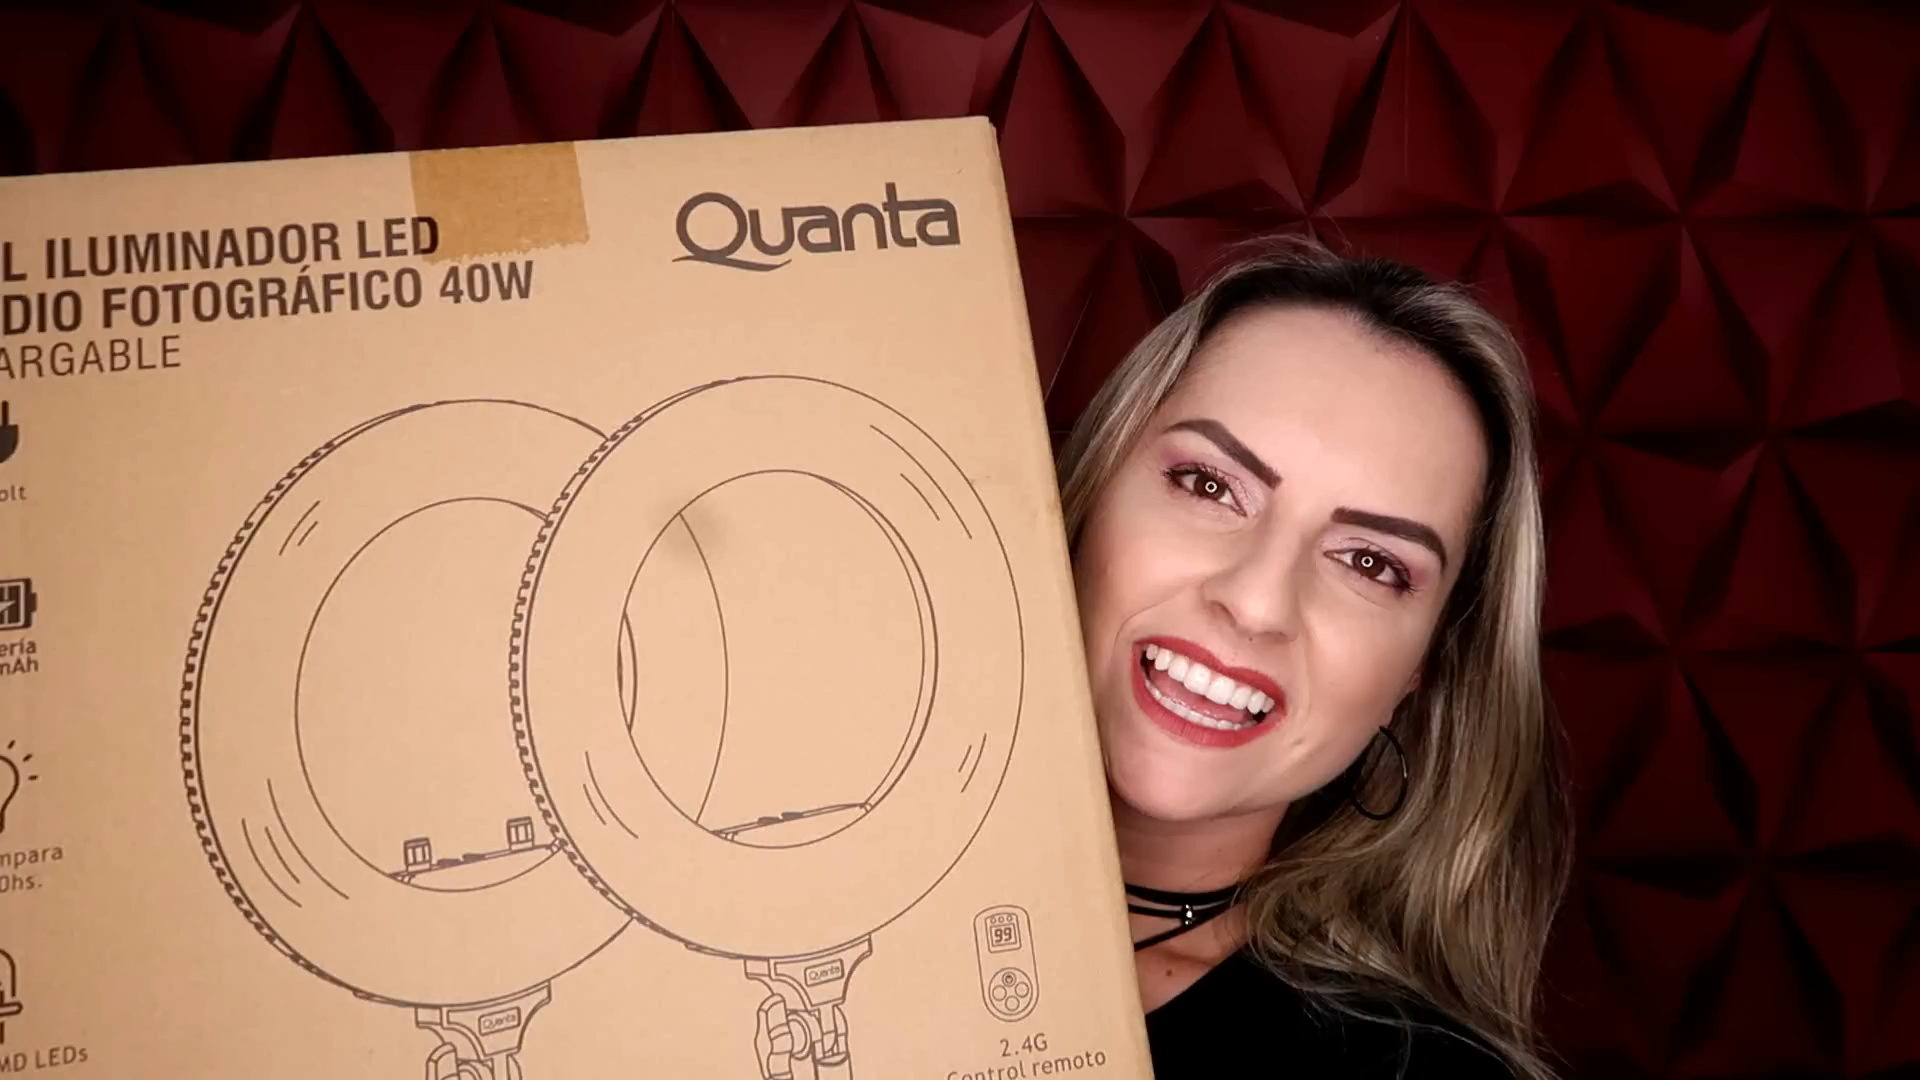 Quanta
L ILUMINADOR LED
DIO FOTOGRÁFICO 40W
ARGABLE
olt
ería
mAh
mpara
0hs.
MD LEDs
Quanta
Quanta
99
2.4G
Control remoto